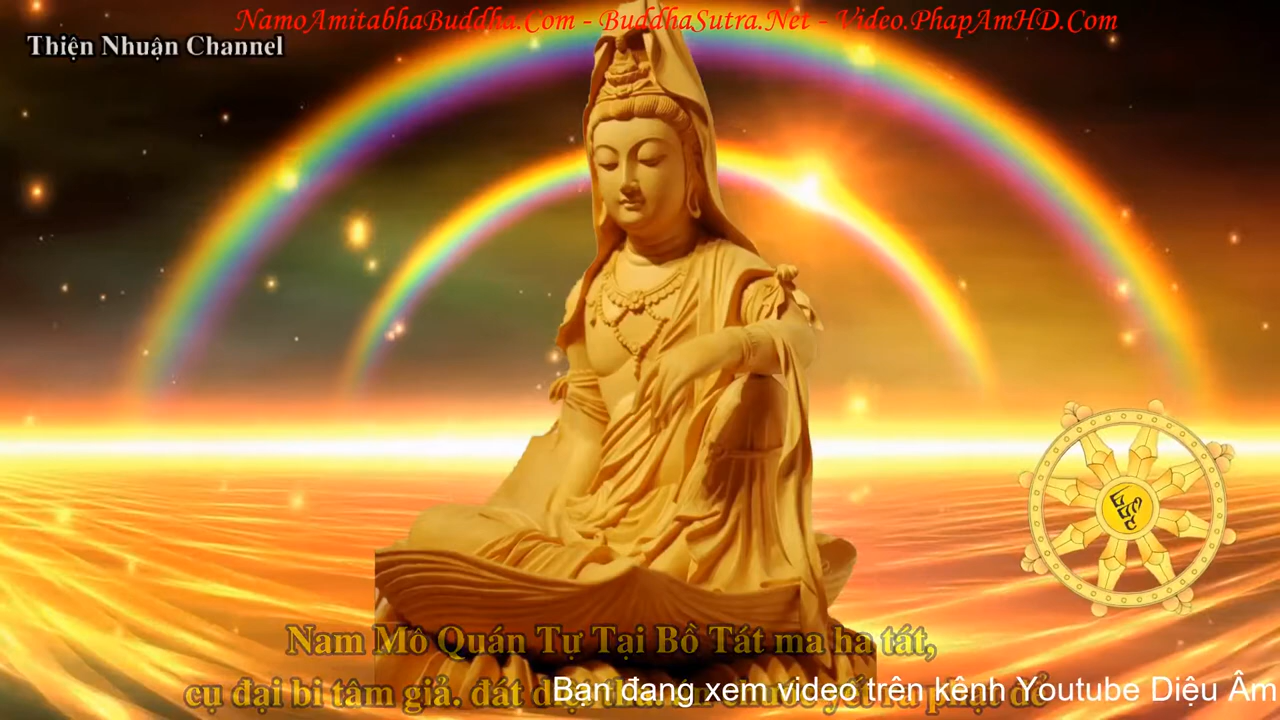 NamoAmitabhaBuddha.Com - BuddhaSutra.Net - Video.PhapAmHD.Com
Thiện Nhuận Channel
Nam Mô Quán Tự Tại Bồ Tát ma ha tát,
cụ đại bi tâm giả. đát
Bạn đang xem video trên kênh Youtube Diệu Âm